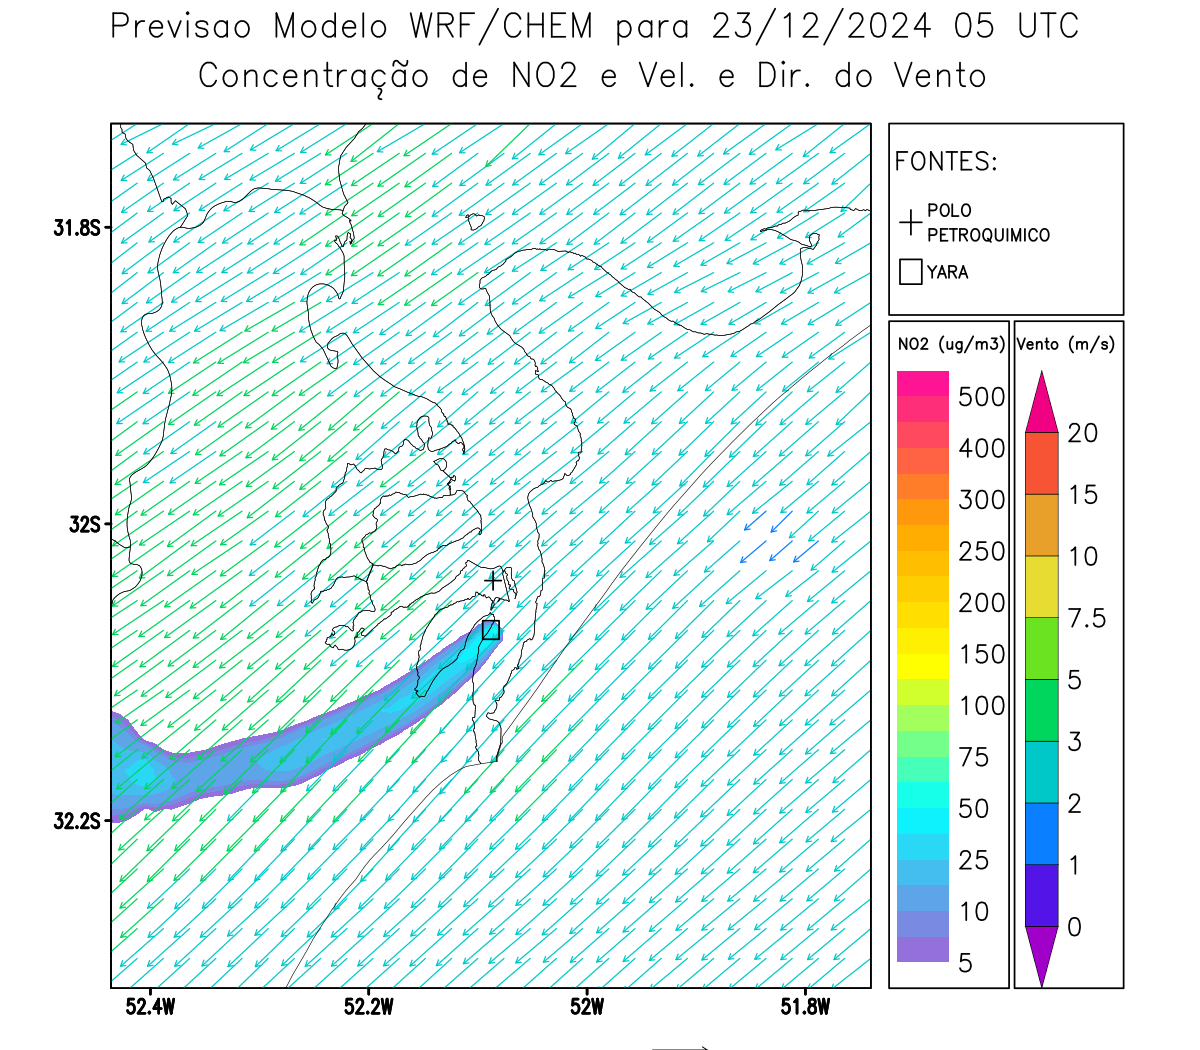 Previsao Modelo WRF/CHEM para 23/12/2024 05 UTC
Concentração de NO2 e Vel. e Dir. do Vento
FONTES:
POLO
PETROQUIMICO
YARA
31.8S
32S
32.2S
52.4W
52.2W
52W
51.8W
NO2 (ug/m3)
500
400
300
250
200
150
100
75
50
25
10
5
Vento (m/s)
20
15
10
7.5
5
3
2
1
0